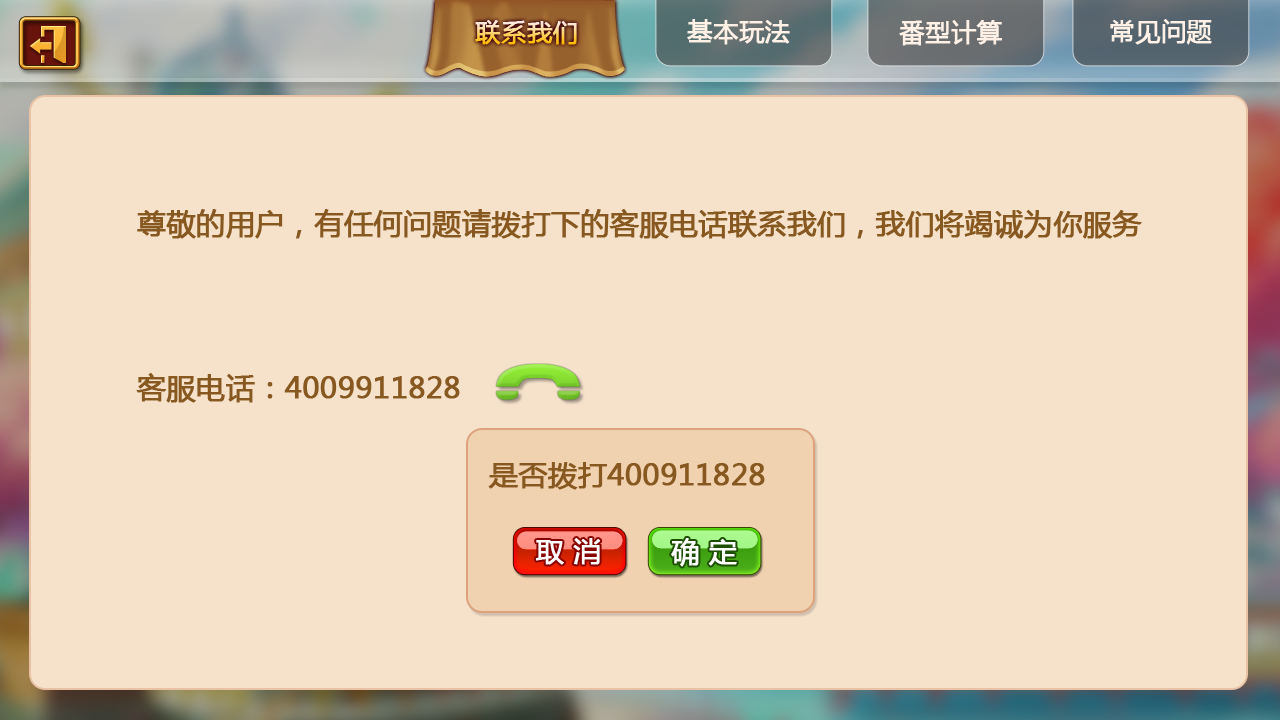 联系我们
基本玩法
番型计算
常见问题
尊敬的用户，有任何问题请拨打下的客服电话联系我们，我们将竭诚为你服务
客服电话：4009911828
是否拨打400911828
取消
确定